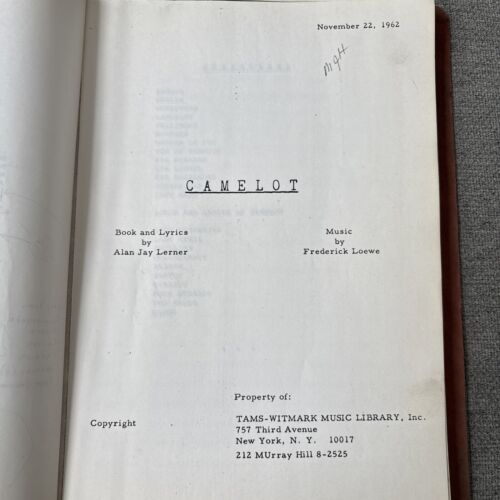 November 22, 1962
CAMELOT
Book and Lyrics
by
Alan Jay Lerner
Music
by
Frederick Loewe
Property of:
Copyright
TAMS-WITMARK MUSIC LIBRARY, Inc.
757 Third Avenue
New York, N. Y. 10017
212 MUrray Hill 8-2525